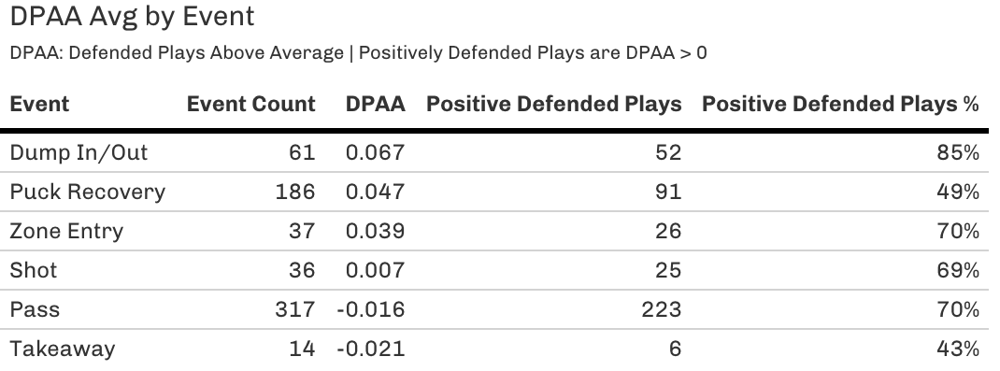 DPAA Avg by Event
DPAA: Defended Plays Above Average | Positively Defended Plays are DPAA > 0
Event Event Count DPAA Positive Defended Plays Positive Defended Plays %
Dump In/Out 61 0.067 52 85%
Puck Recovery 186 0.047 91 49%
Zone Entry 37 0.039 26 70%
Shot 36 0.007 25 69%
Pass 317 -0.016 223 70%
Takeaway 14 -0.021 6 43%